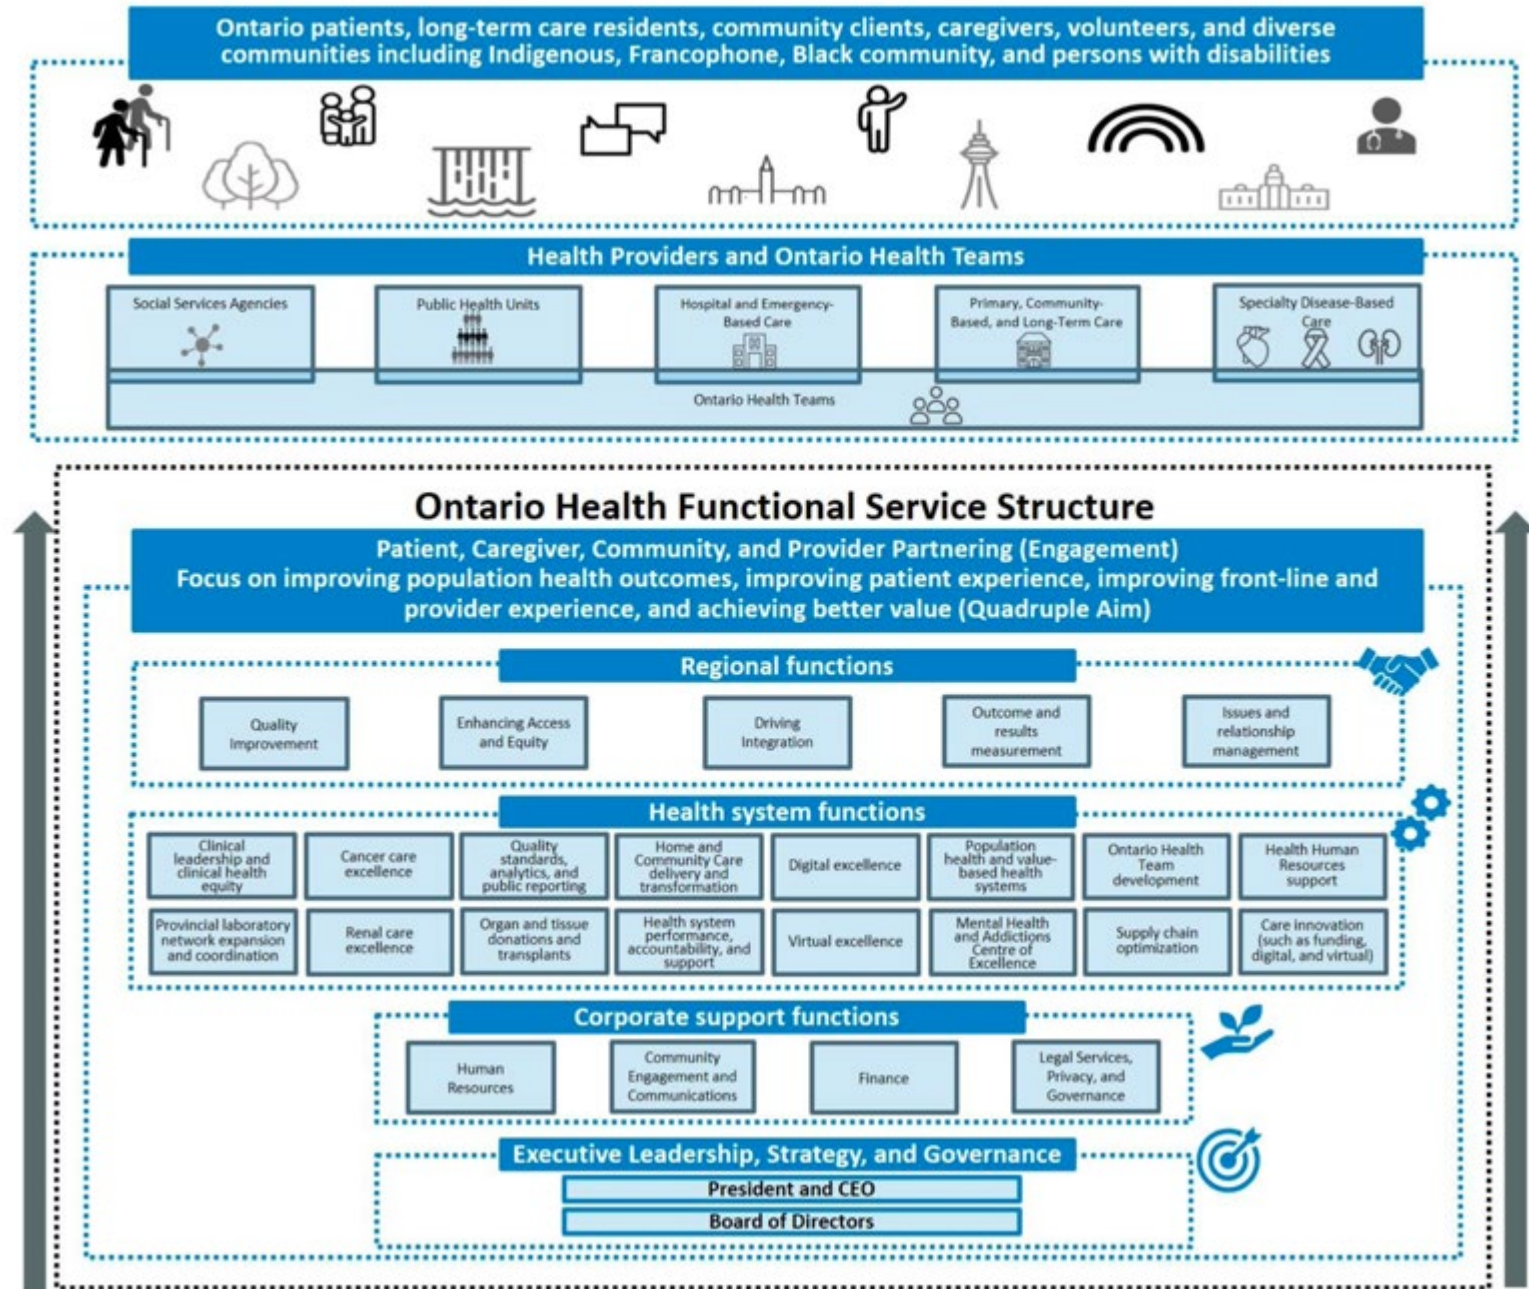 Ontario patients, long-term care residents, community clients, caregivers, volunteers, and diverse
communities including Indigenous, Francophone, Black community, and persons with disabilities
Health Providers and Ontario Health Teams
Social Services Agencies
Public Health Units
Hospital and Emergency-
Based Care
Primary, Community-
Based, and Long-Term Care
Specialty Disease-Based
Care
Ontario Health Teams
Ontario Health Functional Service Structure
Patient, Caregiver, Community, and Provider Partnering (Engagement)
Focus on improving population health outcomes, improving patient experience, improving front-line and
provider experience, and achieving better value (Quadruple Aim)
Regional functions
Quality
Improvement
Enhancing Access
and Equity
Driving
Integration
Outcome and
results
measurement
Issues and
relationship
management
Health system functions
Clinical
leadership and
clinical health
equity
Cancer care
excellence
Quality
standards,
analytics, and
public reporting
Home and
Community Care
delivery and
transformation
Digital excellence
Population
health and value-
based health
systems
Ontario Health
Team
development
Health Human
Resources
support
Provincial laboratory
network expansion
and coordination
Renal care
excellence
Organ and tissue
donations and
transplants
Health system
performance,
accountability, and
support
Virtual excellence
Mental Health
and Addictions
Centre of
Excellence
Supply chain
optimization
Care innovation
(such as funding,
digital, and virtual)
Corporate support functions
Human
Resources
Community
Engagement and
Communications
Finance
Legal Services,
Privacy, and
Governance
Executive Leadership, Strategy, and Governance
President and CEO
Board of Directors